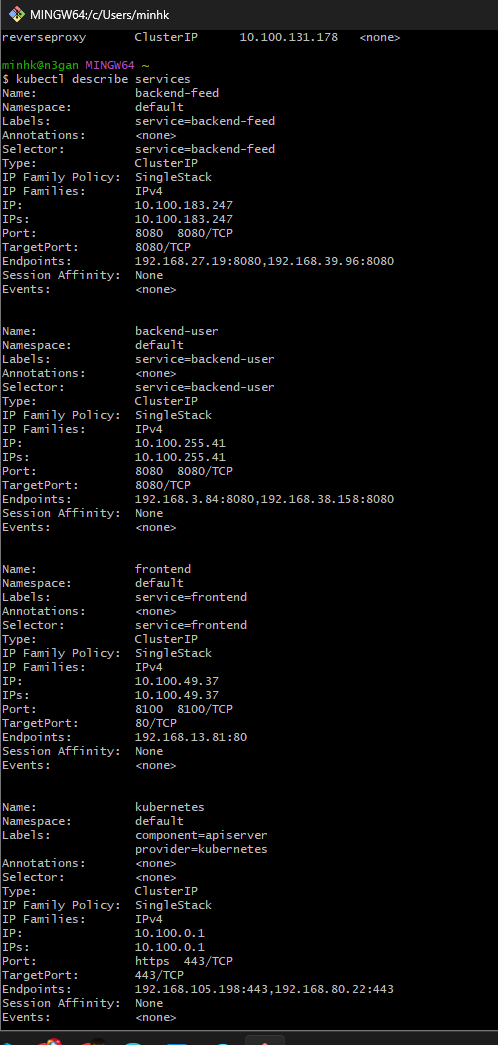 MINGW64:/c/Users/minhk
reverseproxy ClusterIP 10.100.131.178 <none>
minhk@n3gan MINGW64 ~
$ kubectl describe services
Name: backend-feed
Namespace: default
Labels: service=backend-feed
Annotations: <none>
Selector: service=backend-feed
Type: ClusterIP
IP Family Policy: SingleStack
IP Families: IPv4
IP: 10.100.183.247
IPs: 10.100.183.247
Port: 8080 8080/TCP
TargetPort: 8080/TCP
Endpoints: 192.168.27.19:8080,192.168.39.96:8080
Session Affinity: None
Events: <none>
Name: backend-user
Namespace: default
Labels: service=backend-user
Annotations: <none>
Selector: service=backend-user
Type: ClusterIP
IP Family Policy: SingleStack
IP Families: IPv4
IP: 10.100.255.41
IPs: 10.100.255.41
Port: 8080 8080/TCP
TargetPort: 8080/TCP
Endpoints: 192.168.3.84:8080,192.168.38.158:8080
Session Affinity: None
Events: <none>
Name: frontend
Namespace: default
Labels: service=frontend
Annotations: <none>
Selector: service=frontend
Type: ClusterIP
IP Family Policy: SingleStack
IP Families: IPv4
IP: 10.100.49.37
IPs: 10.100.49.37
Port: 8100 8100/TCP
TargetPort: 80/TCP
Endpoints: 192.168.13.81:80
Session Affinity: None
Events: <none>
Name: kubernetes
Namespace: default
Labels: component=apiserver
provider=kubernetes
Annotations: <none>
Selector: <none>
Type: ClusterIP
IP Family Policy: SingleStack
IP Families: IPv4
IP: 10.100.0.1
IPs: 10.100.0.1
Port: https 443/TCP
TargetPort: 443/TCP
Endpoints: 192.168.105.198:443,192.168.80.22:443
Session Affinity: None
Events: <none>